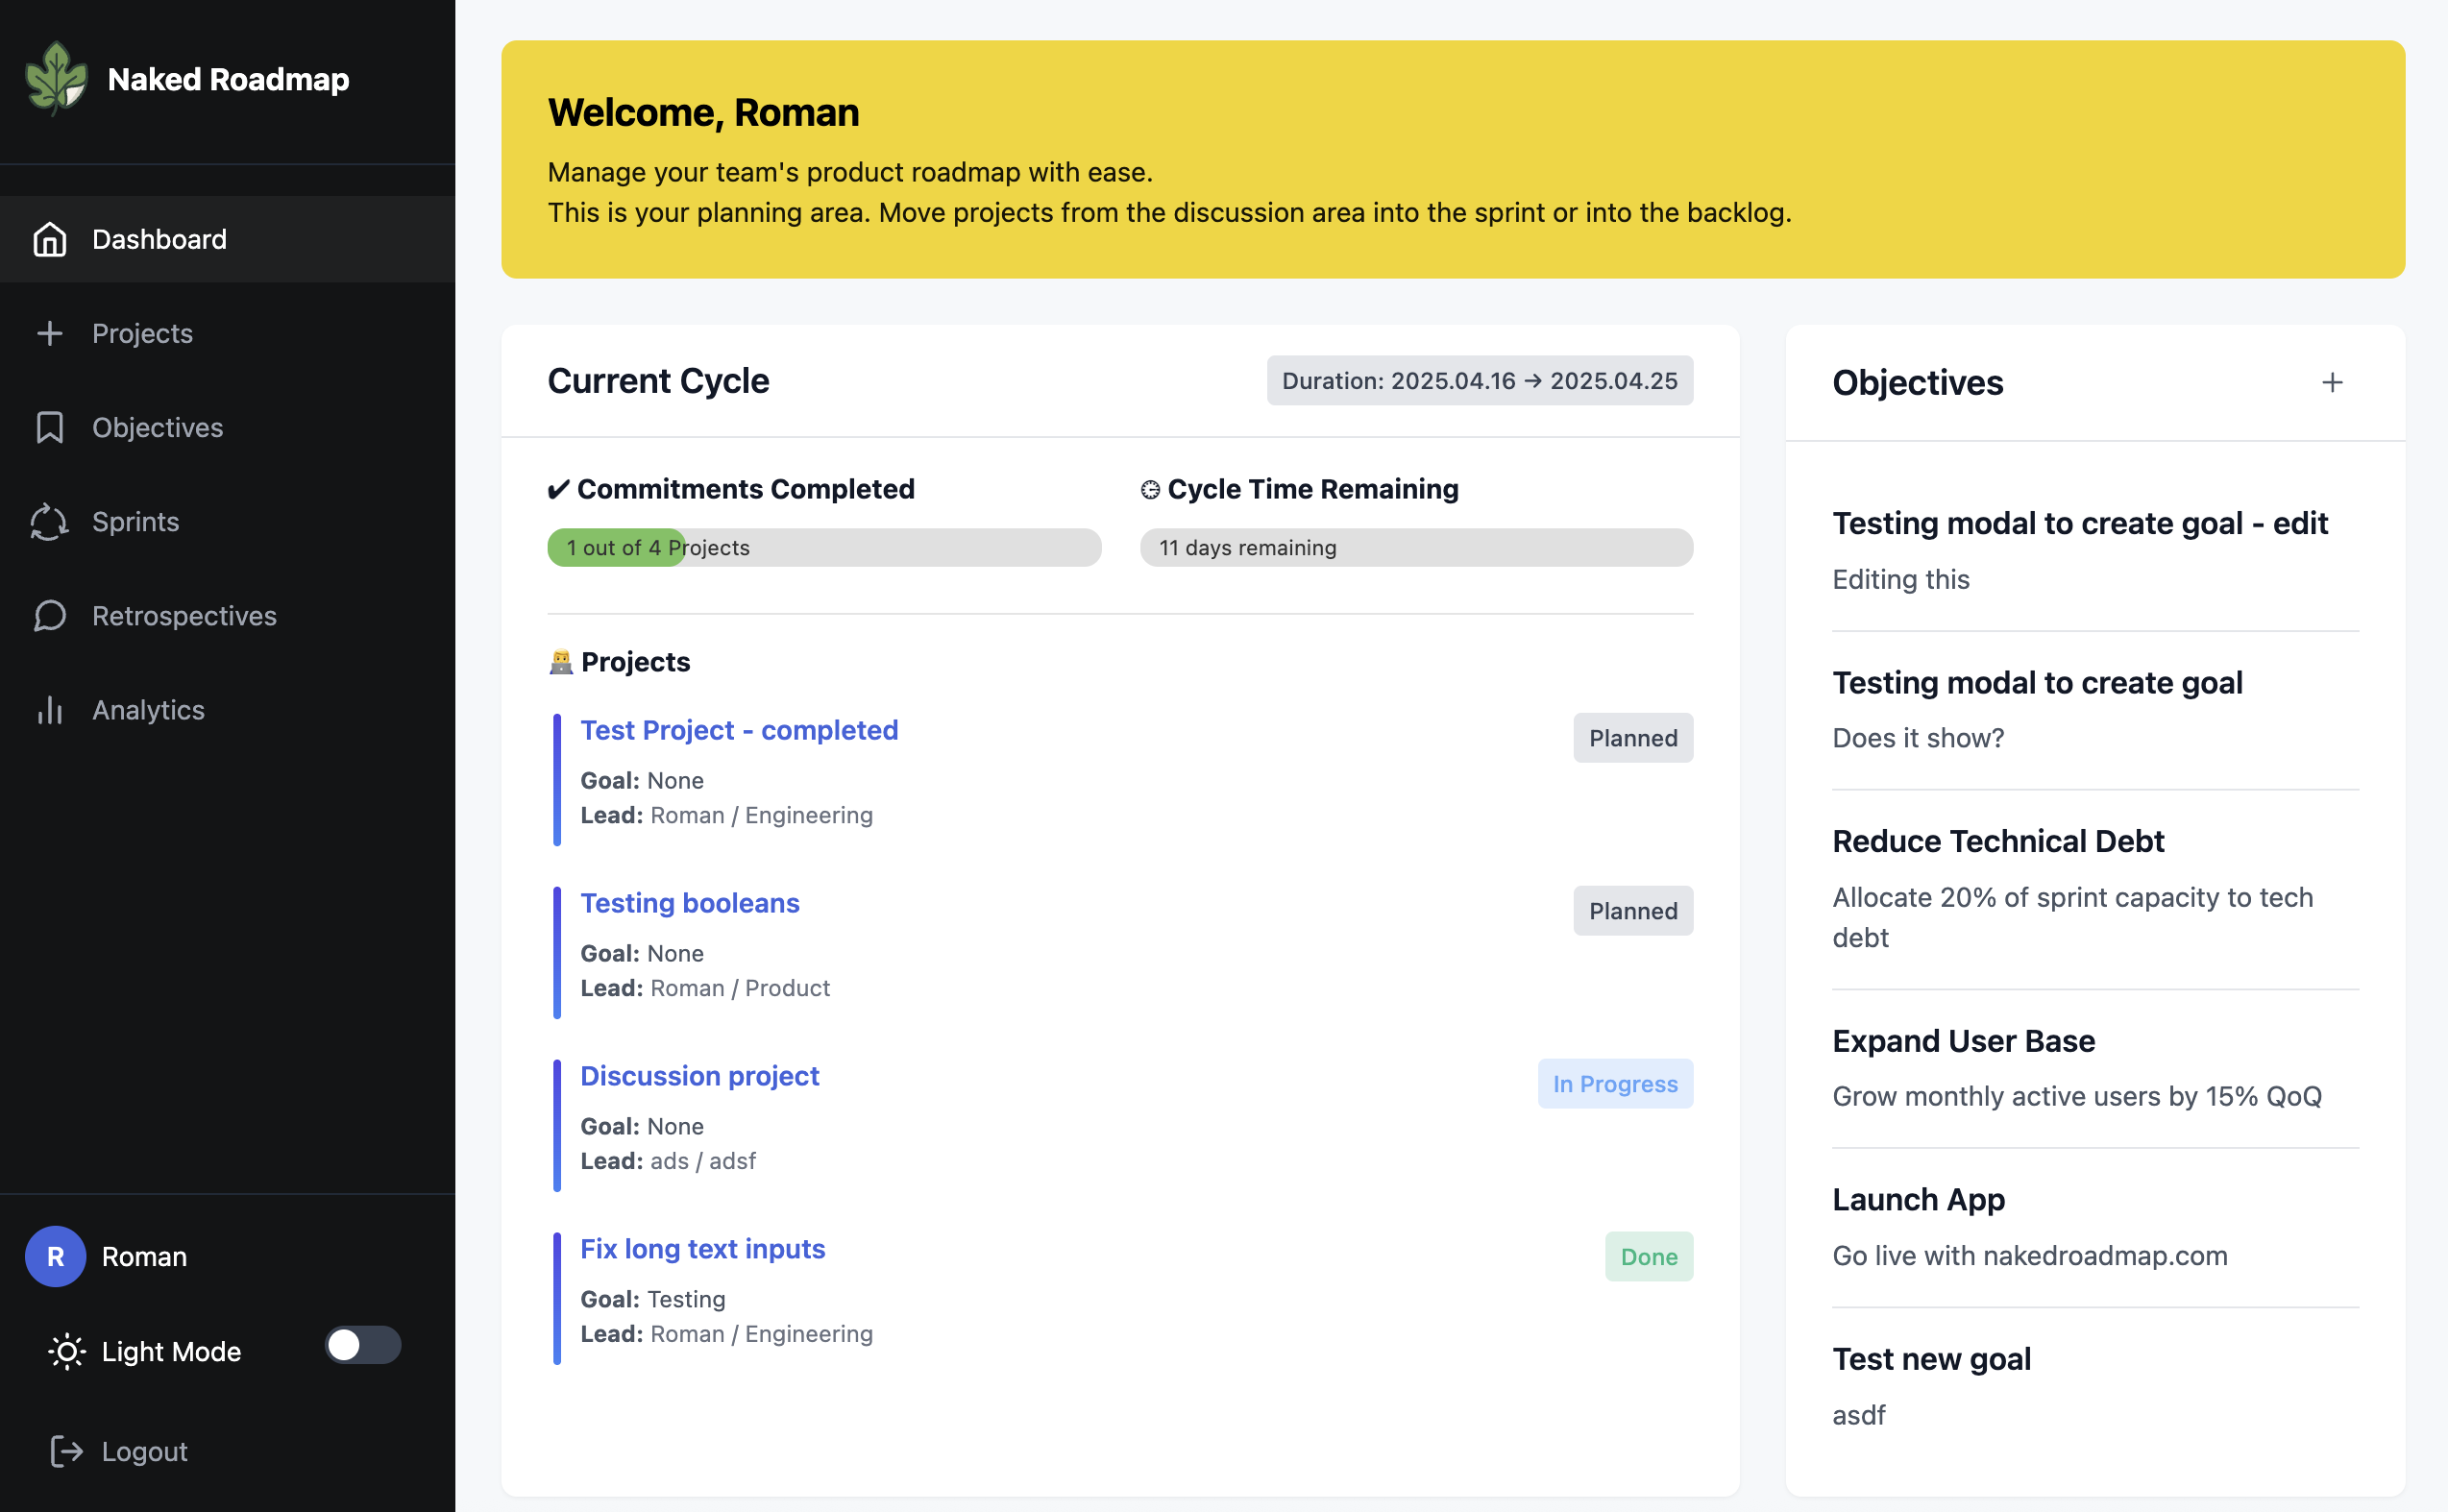 Naked Roadmap
Dashboard
Projects
Objectives
Sprints
Retrospectives
Analytics
R
Roman
Light Mode
Logout
Welcome, Roman
Manage your team's product roadmap with ease.
This is your planning area. Move projects from the discussion area into the sprint or into the backlog.
Current Cycle
Duration: 2025.04.16 → 2025.04.25
✔ Commitments Completed
1 out of 4 Projects
Cycle Time Remaining
11 days remaining
Projects
Test Project - completed
Planned
Goal: None
Lead: Roman / Engineering
Testing booleans
Planned
Goal: None
Lead: Roman / Product
Discussion project
In Progress
Goal: None
Lead: ads / adsf
Fix long text inputs
Done
Goal: Testing
Lead: Roman / Engineering
Objectives
Testing modal to create goal - edit
Editing this
Testing modal to create goal
Does it show?
Reduce Technical Debt
Allocate 20% of sprint capacity to tech
debt
Expand User Base
Grow monthly active users by 15% QoQ
Launch App
Go live with nakedroadmap.com
Test new goal
asdf